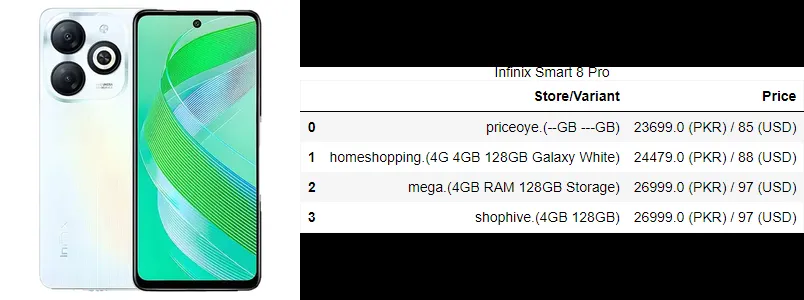 Infinix
Infinix Smart 8 Pro
Store/Variant Price
0 priceoye.(--GB ---GB) 23699.0 (PKR) / 85 (USD)
1 homeshopping.(4G 4GB 128GB Galaxy White) 24479.0 (PKR) / 88 (USD)
2 mega.(4GB RAM 128GB Storage) 26999.0 (PKR) / 97 (USD)
3 shophive.(4GB 128GB) 26999.0 (PKR) / 97 (USD)